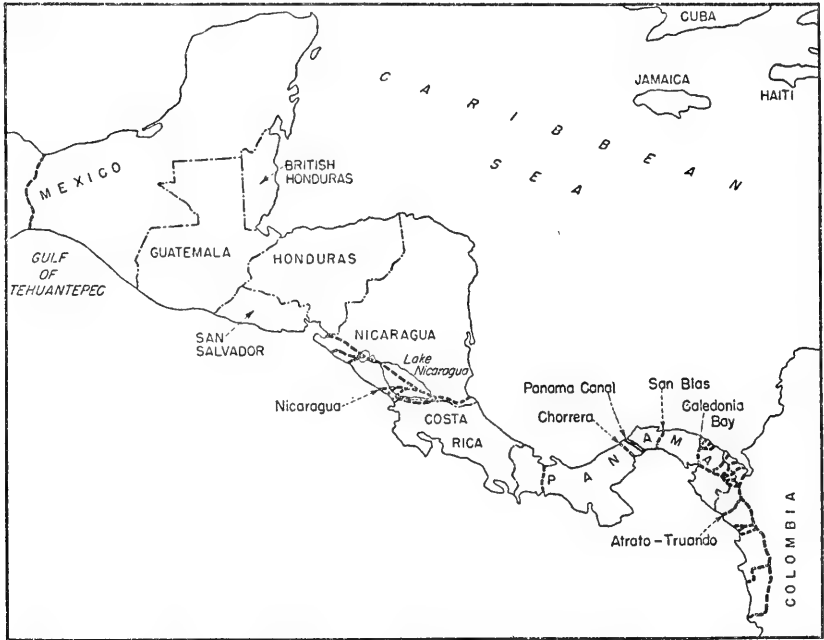 CUBA
JAMAICA
HAITI
CARIBBEAN
SEA
MEXICO
BRITISH
HONDURAS
GULF
OF
TEHUANTEPEC
GUATEMALA
HONDURAS
SAN
SALVADOR
NICARAGUA
Lake
Nicaragua
Nicaragua
COSTA
RICA
Panama Canal
San Blas
Chorrera
Caledonia
Bay
PANAMA
Atrato-Truando
COLOMBIA